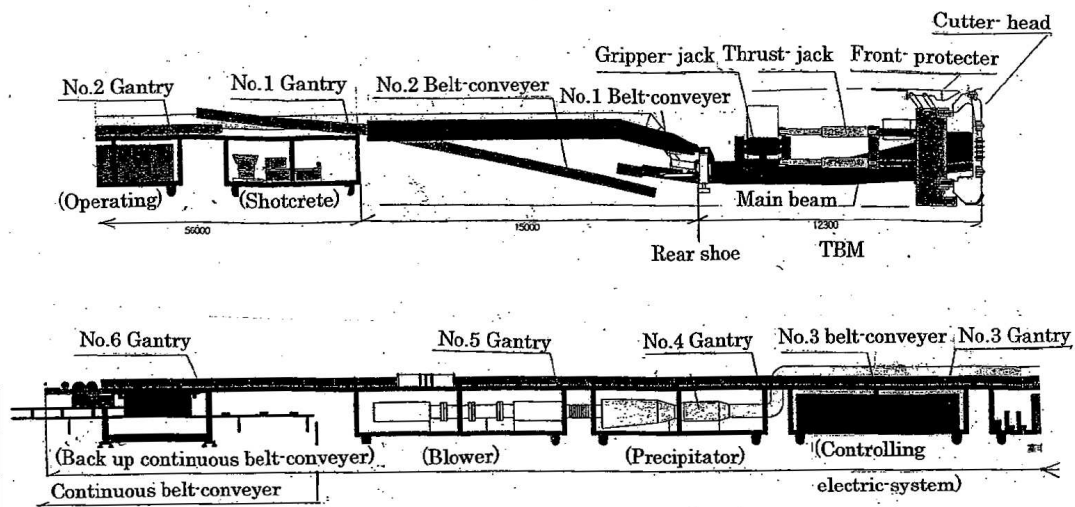 Cutter-head
Gripper-jack Thrust-jack Front-protecter
No.2 Gantry No.1 Gantry No.2 Belt-conveyer
No.1 Belt-conveyer
(Operating) (Shotcrete) Main beam
56000 15000 12300
Rear shoe TBM
No.6 Gantry No.5 Gantry No.4 Gantry No.3 belt-conveyer No.3 Gantry
(Back up continuous belt-conveyer) (Blower) (Precipitator) (Controlling
Continuous belt-conveyer electric-system)